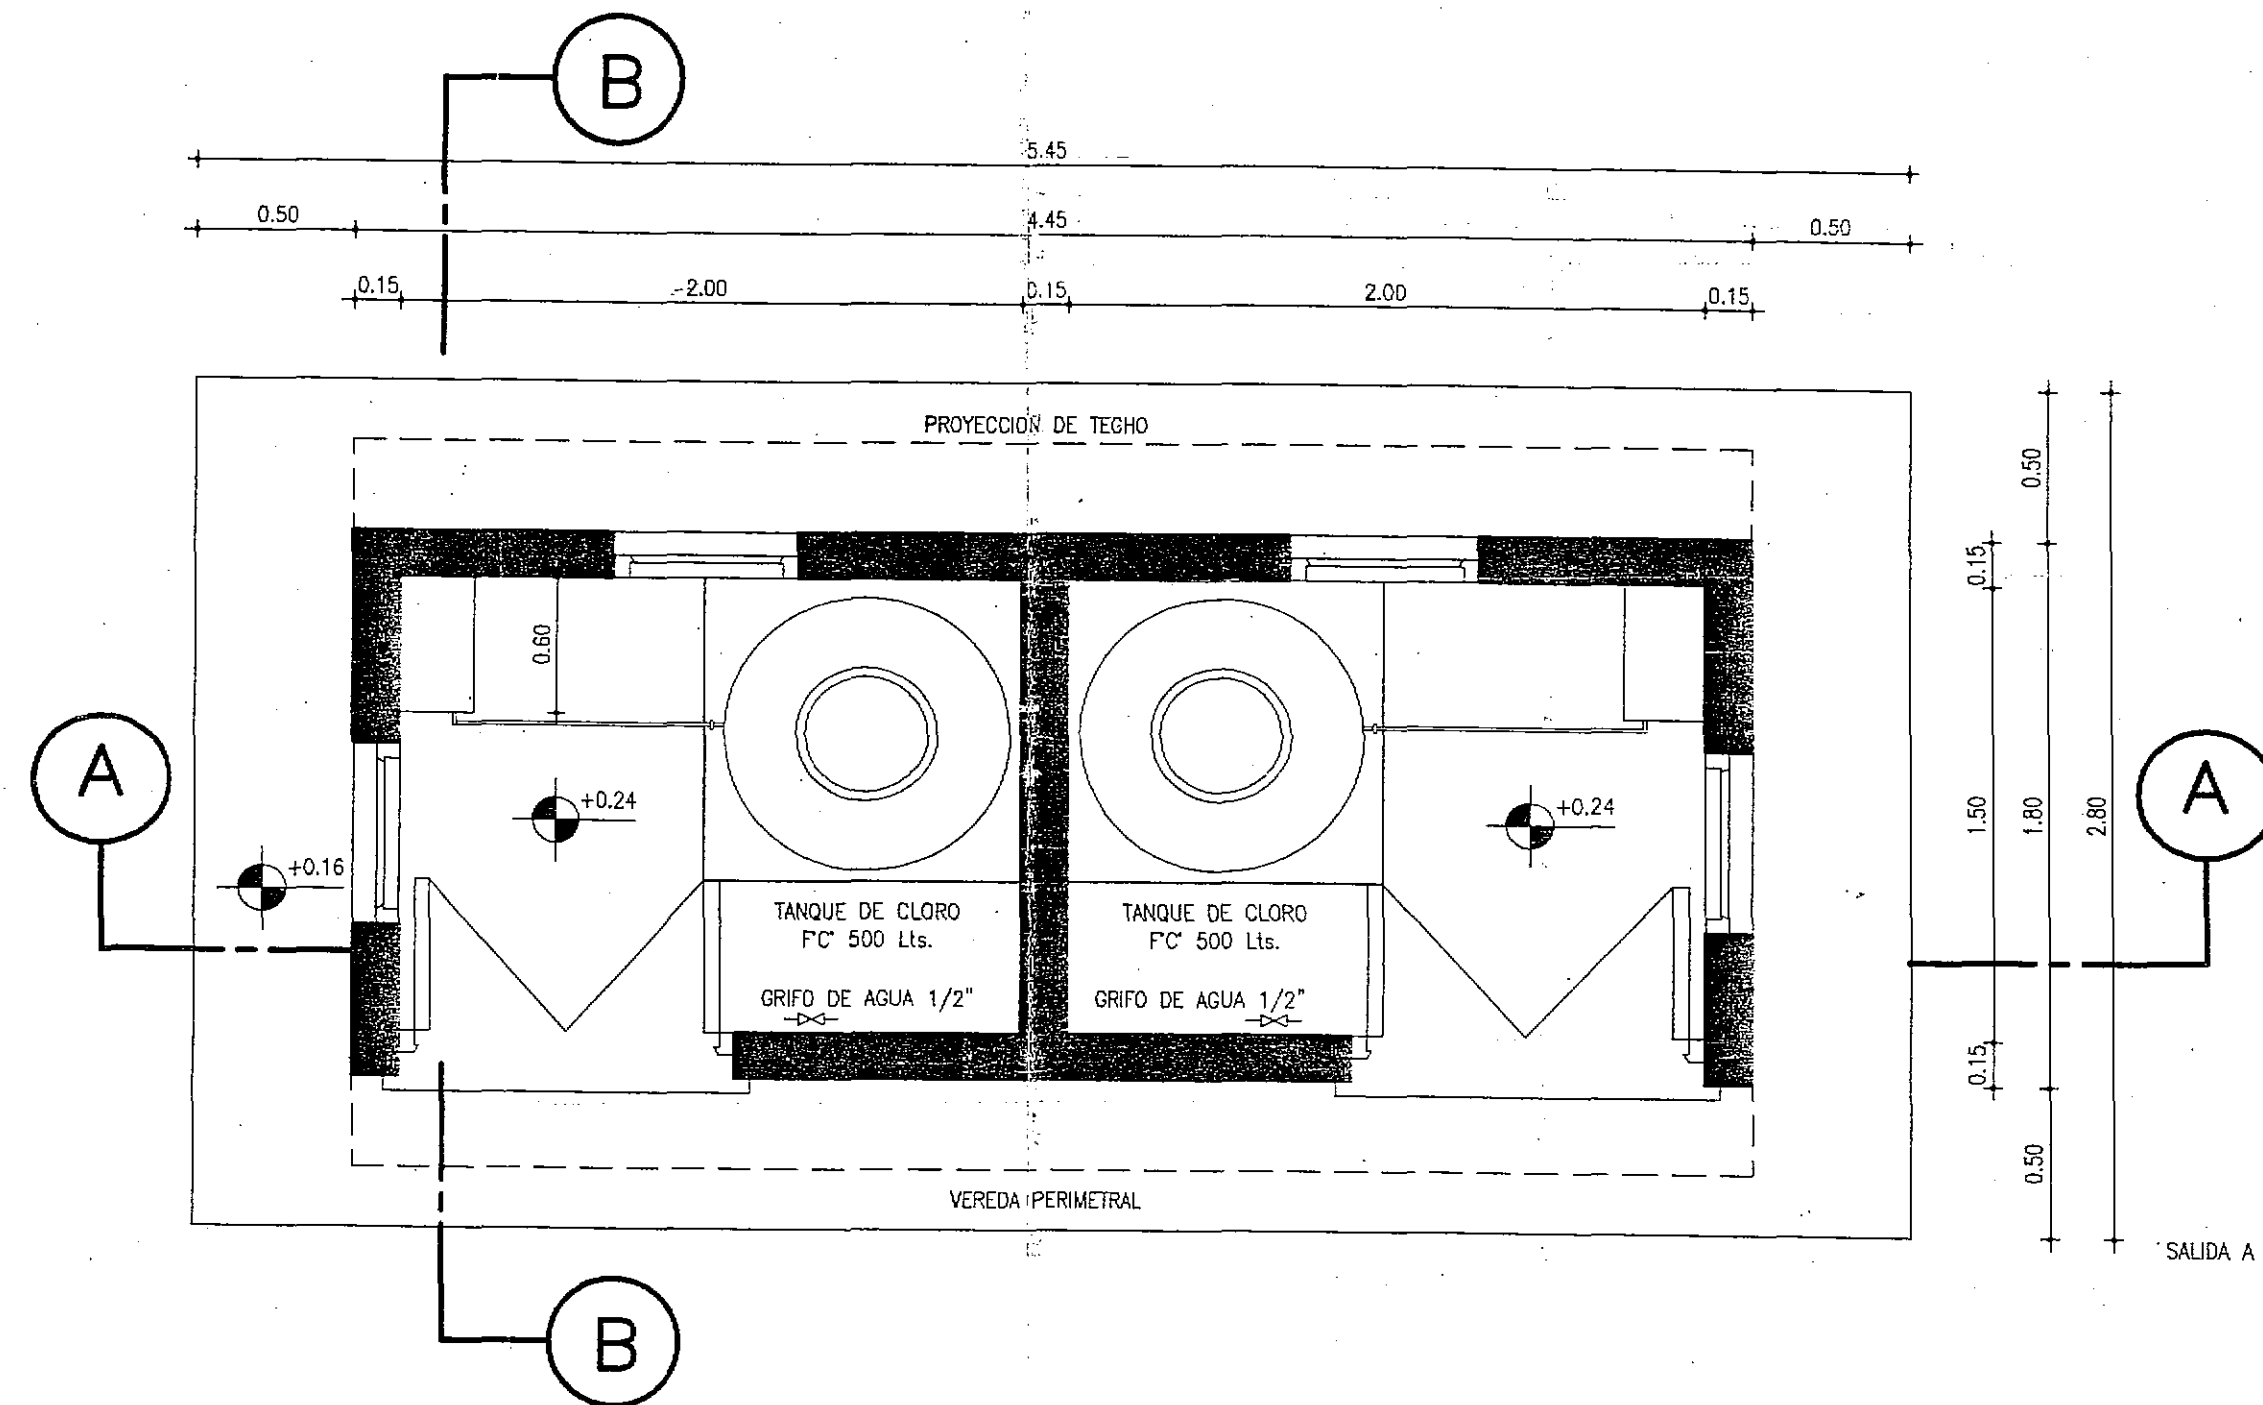 B
5.45
0.50
4.45
0.50
0.15
2.00
0.15
2.00
0.15
PROYECCION DE TECHO
0.50
0.15
0.60
A
A
+0.24
+0.24
1.50
1.80
2.80
+0.16
TANQUE DE CLORO
FºCº 500 Lts.
TANQUE DE CLORO
FºCº 500 Lts.
GRIFO DE AGUA 1/2"
GRIFO DE AGUA 1/2"
0.15
0.50
VEREDA PERIMETRAL
SALIDA A
B